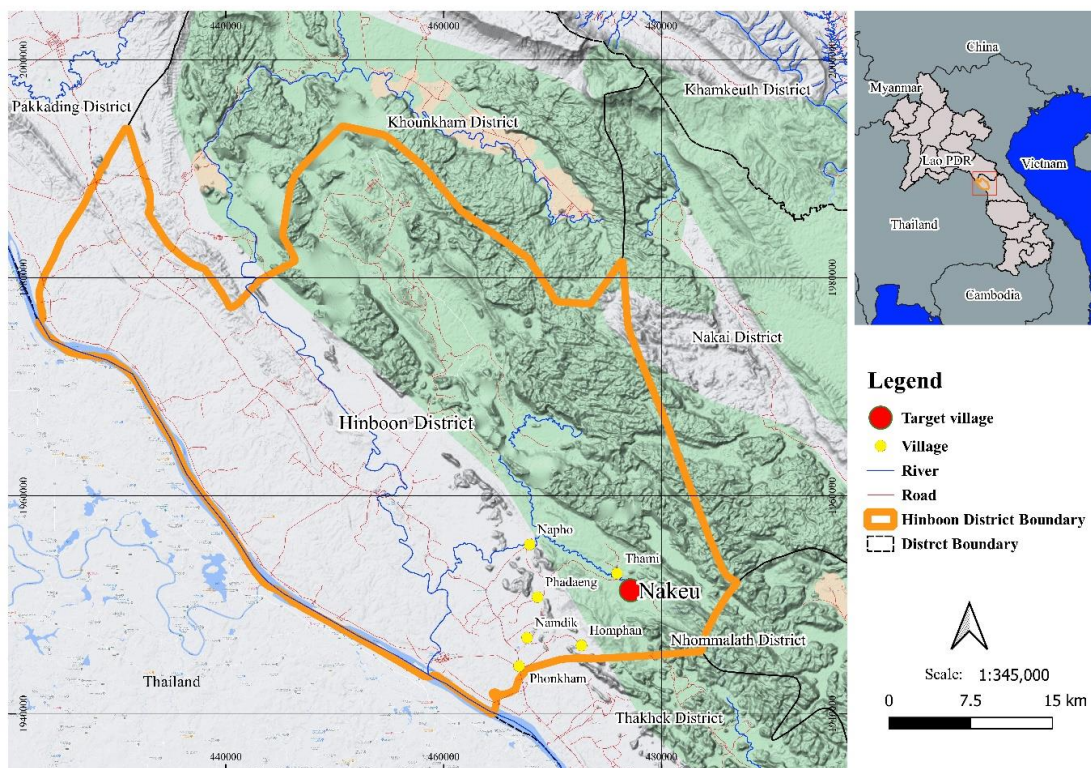 440000
460000
480000
2000000
2000000
Pakkading District
Khounkham District
Khamkeuth District
1980000
1980000
Nakai District
Hinboon District
1960000
1960000
Napho
Thami
Phadaeng
Nakeu
Namdik
Homphan
Nhommalath District
Phonkham
Thailand
Thakhek District
1940000
1940000
440000
460000
480000
China
Myanmar
Lao PDR
Vietnam
Thailand
Cambodia
Legend
Target village
Village
River
Road
Hinboon District Boundary
Distrct Boundary
Scale: 1:345,000
0 7.5 15 km